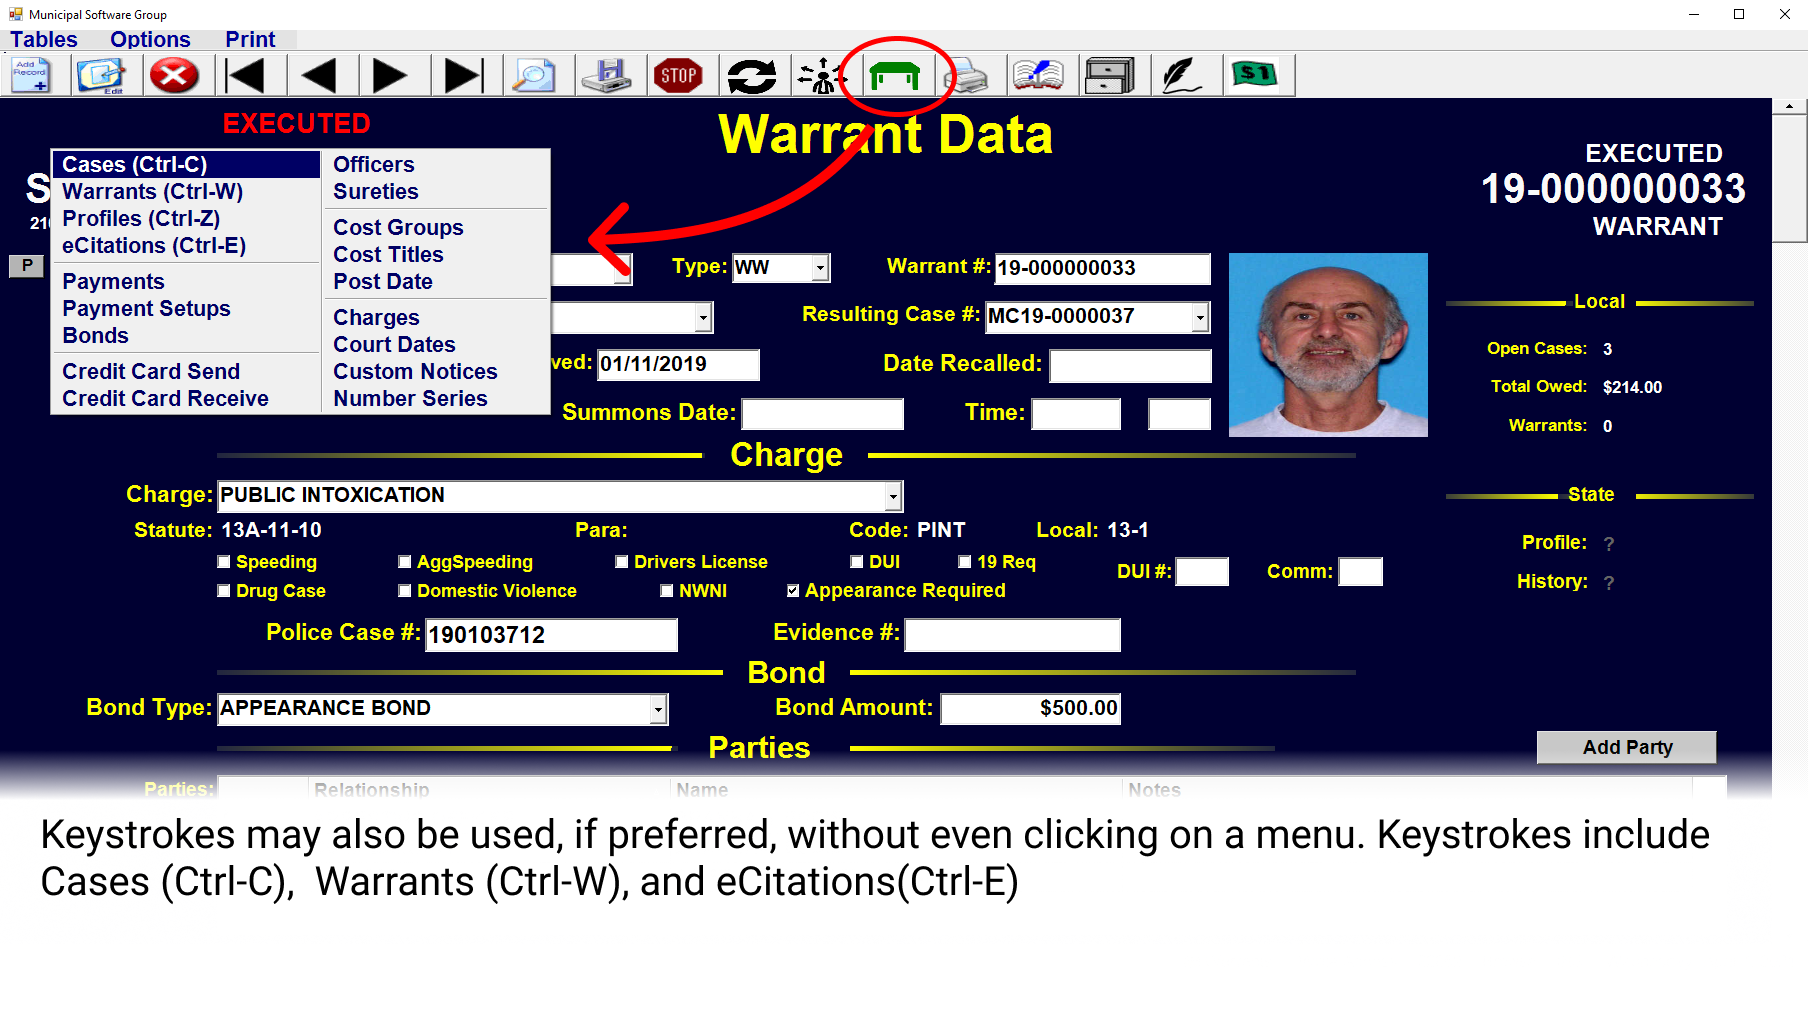 Municipal Software Group
Tables Options Print
Add Record
Edit
STOP
$1
EXECUTED
Warrant Data
EXECUTED
19-000000033
WARRANT
S
210
P
Cases (Ctrl-C)
Warrants (Ctrl-W)
Profiles (Ctrl-Z)
eCitations (Ctrl-E)
Payments
Payment Setups
Bonds
Credit Card Send
Credit Card Receive
Officers
Sureties
Cost Groups
Cost Titles
Post Date
Charges
Court Dates
Custom Notices
Number Series
Type: WW Warrant #: 19-000000033
Resulting Case #: MC19-0000037
ved: 01/11/2019 Date Recalled:
Summons Date: Time:
Local
Open Cases: 3
Total Owed: $214.00
Warrants: 0
Charge
Charge: PUBLIC INTOXICATION
Statute: 13A-11-10 Para: Code: PINT Local: 13-1
Speeding AggSpeeding Drivers License DUI 19 Req
DUI #: Comm:
Drug Case Domestic Violence NWNI Appearance Required
State
Profile: ?
History: ?
Police Case #: 190103712 Evidence #:
Bond
Bond Type: APPEARANCE BOND Bond Amount: $500.00
Parties
Add Party
Parties: Relationship Name Notes
Keystrokes may also be used, if preferred, without even clicking on a menu. Keystrokes include
Cases (Ctrl-C),  Warrants (Ctrl-W), and eCitations(Ctrl-E)